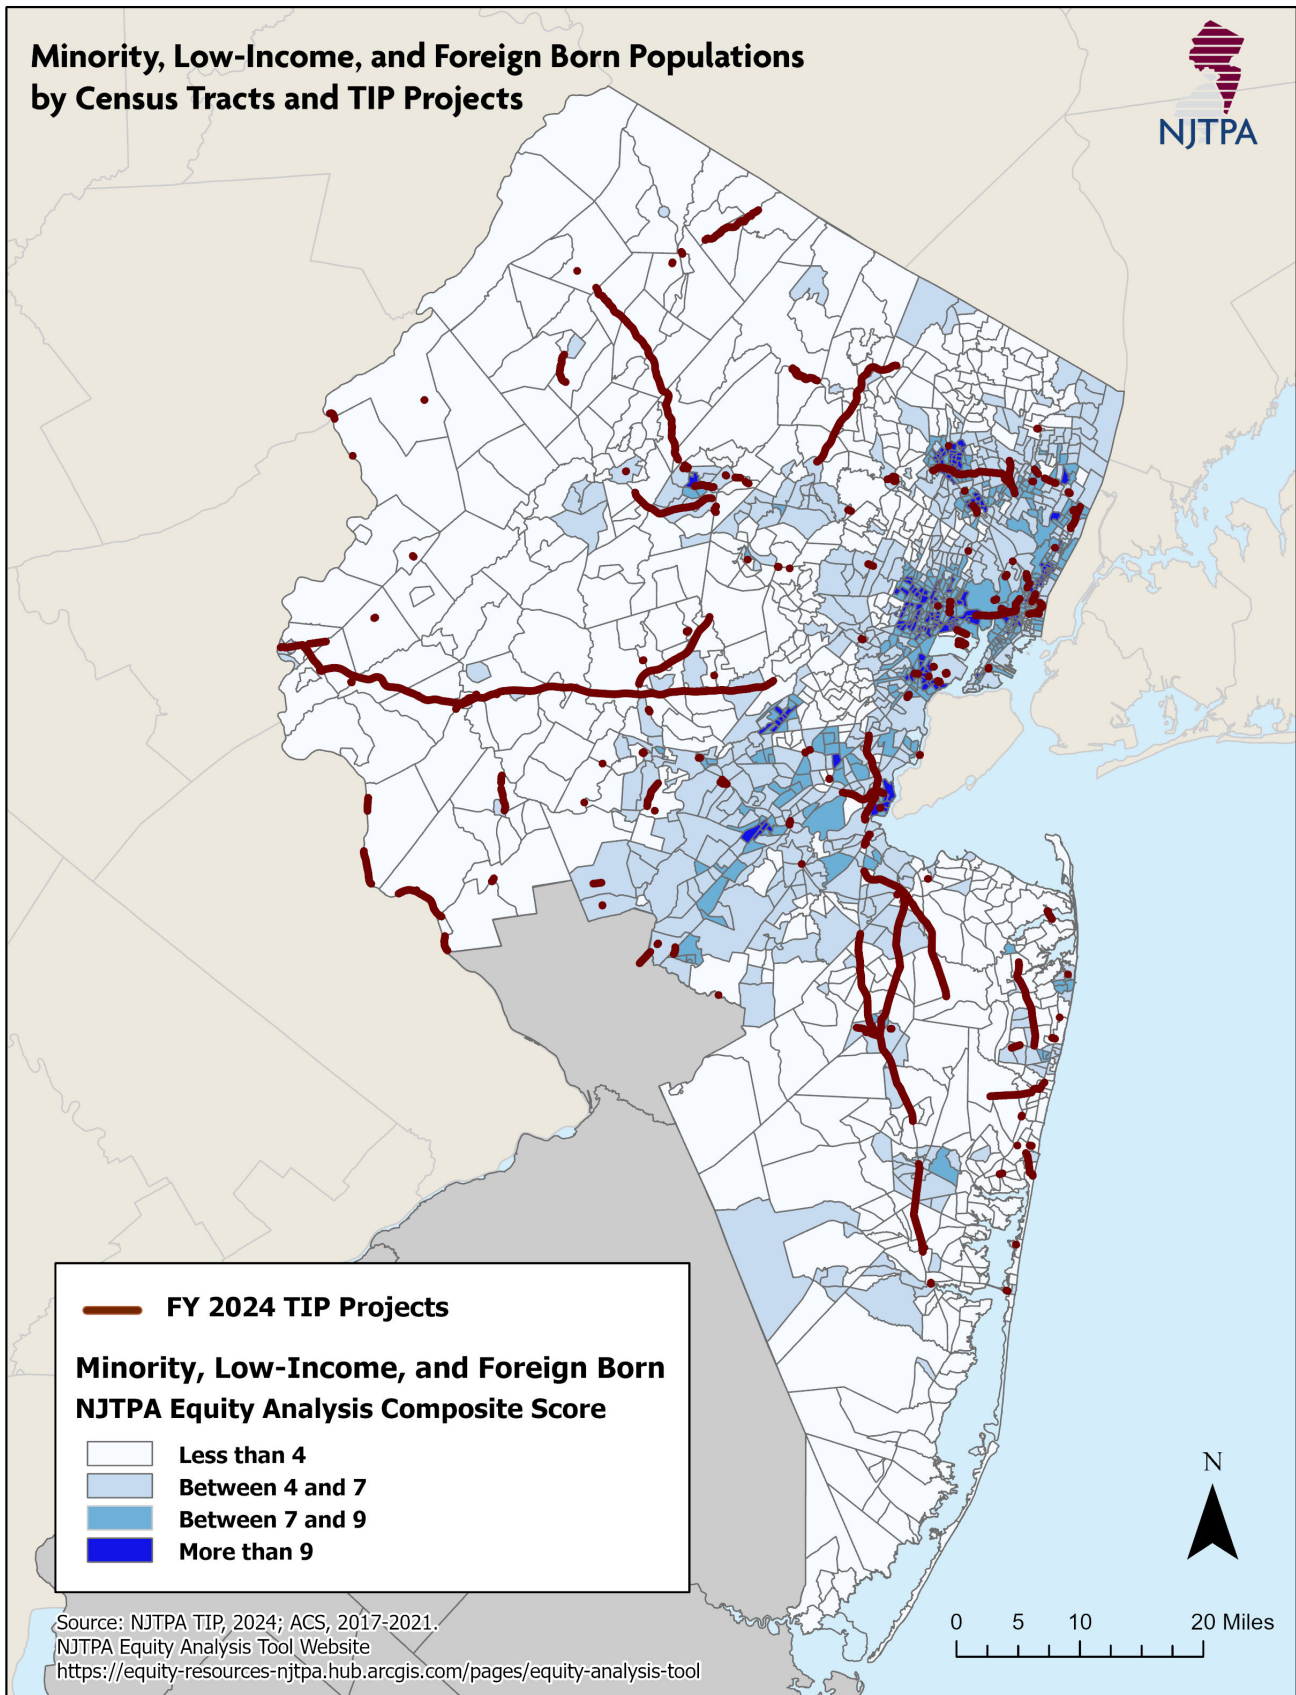 Minority, Low-Income, and Foreign Born Populations
by Census Tracts and TIP Projects
NJTPA
FY 2024 TIP Projects
Minority, Low-Income, and Foreign Born
NJTPA Equity Analysis Composite Score
Less than 4
Between 4 and 7
Between 7 and 9
More than 9
Source: NJTPA TIP, 2024; ACS, 2017-2021.
NJTPA Equity Analysis Tool Website
https://equity-resources-njtpa.hub.arcgis.com/pages/equity-analysis-tool
N
0 5 10 20 Miles